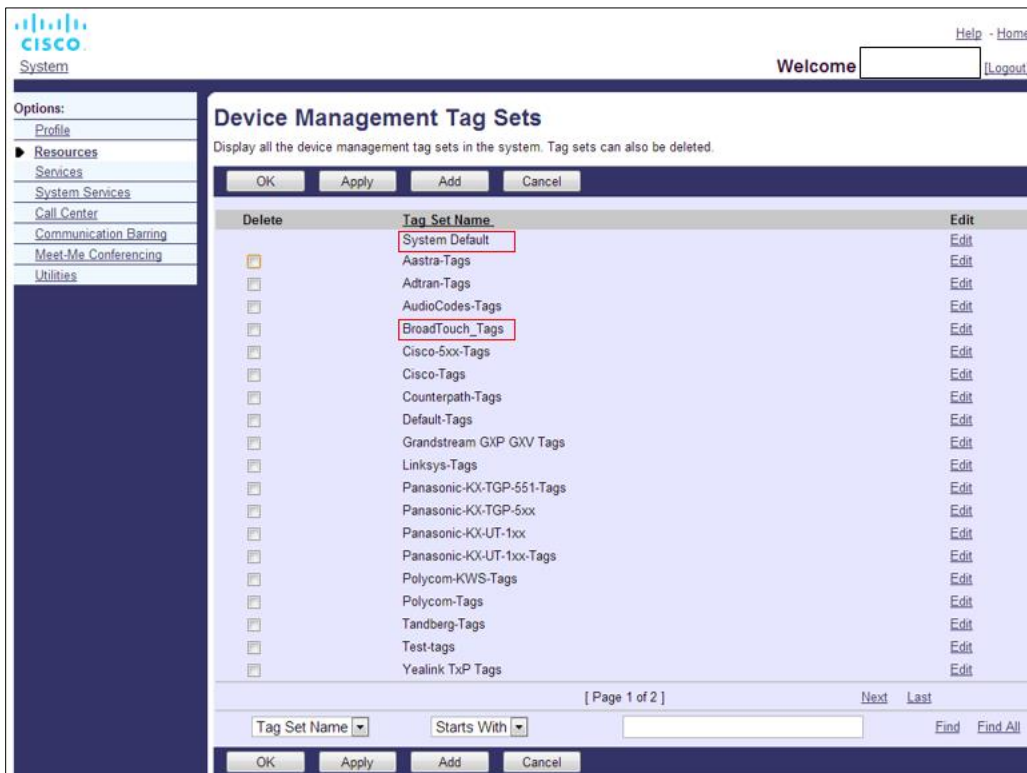 CISCO
Help - Home
System
Welcome
[Logout
Options:
Profile
Resources
Services
System Services
Call Center
Communication Barring
Meet-Me Conferencing
Utilities
Device Management Tag Sets
Display all the device management tag sets in the system. Tag sets can also be deleted.
OK Apply Add Cancel
Delete Tag Set Name Edit
System Default Edit
Aastra-Tags Edit
Adtran-Tags Edit
AudioCodes-Tags Edit
BroadTouch_Tags Edit
Cisco-5xx-Tags Edit
Cisco-Tags Edit
Counterpath-Tags Edit
Default-Tags Edit
Grandstream GXP GXV Tags Edit
Linksys-Tags Edit
Panasonic-KX-TGP-551-Tags Edit
Panasonic-KX-TGP-5xx Edit
Panasonic-KX-UT-1xx Edit
Panasonic-KX-UT-1xx-Tags Edit
Polycom-KWS-Tags Edit
Polycom-Tags Edit
Tandberg-Tags Edit
Test-tags Edit
Yealink TxP Tags Edit
[ Page 1 of 2 ] Next Last
Tag Set Name Starts With Find Find All
OK Apply Add Cancel